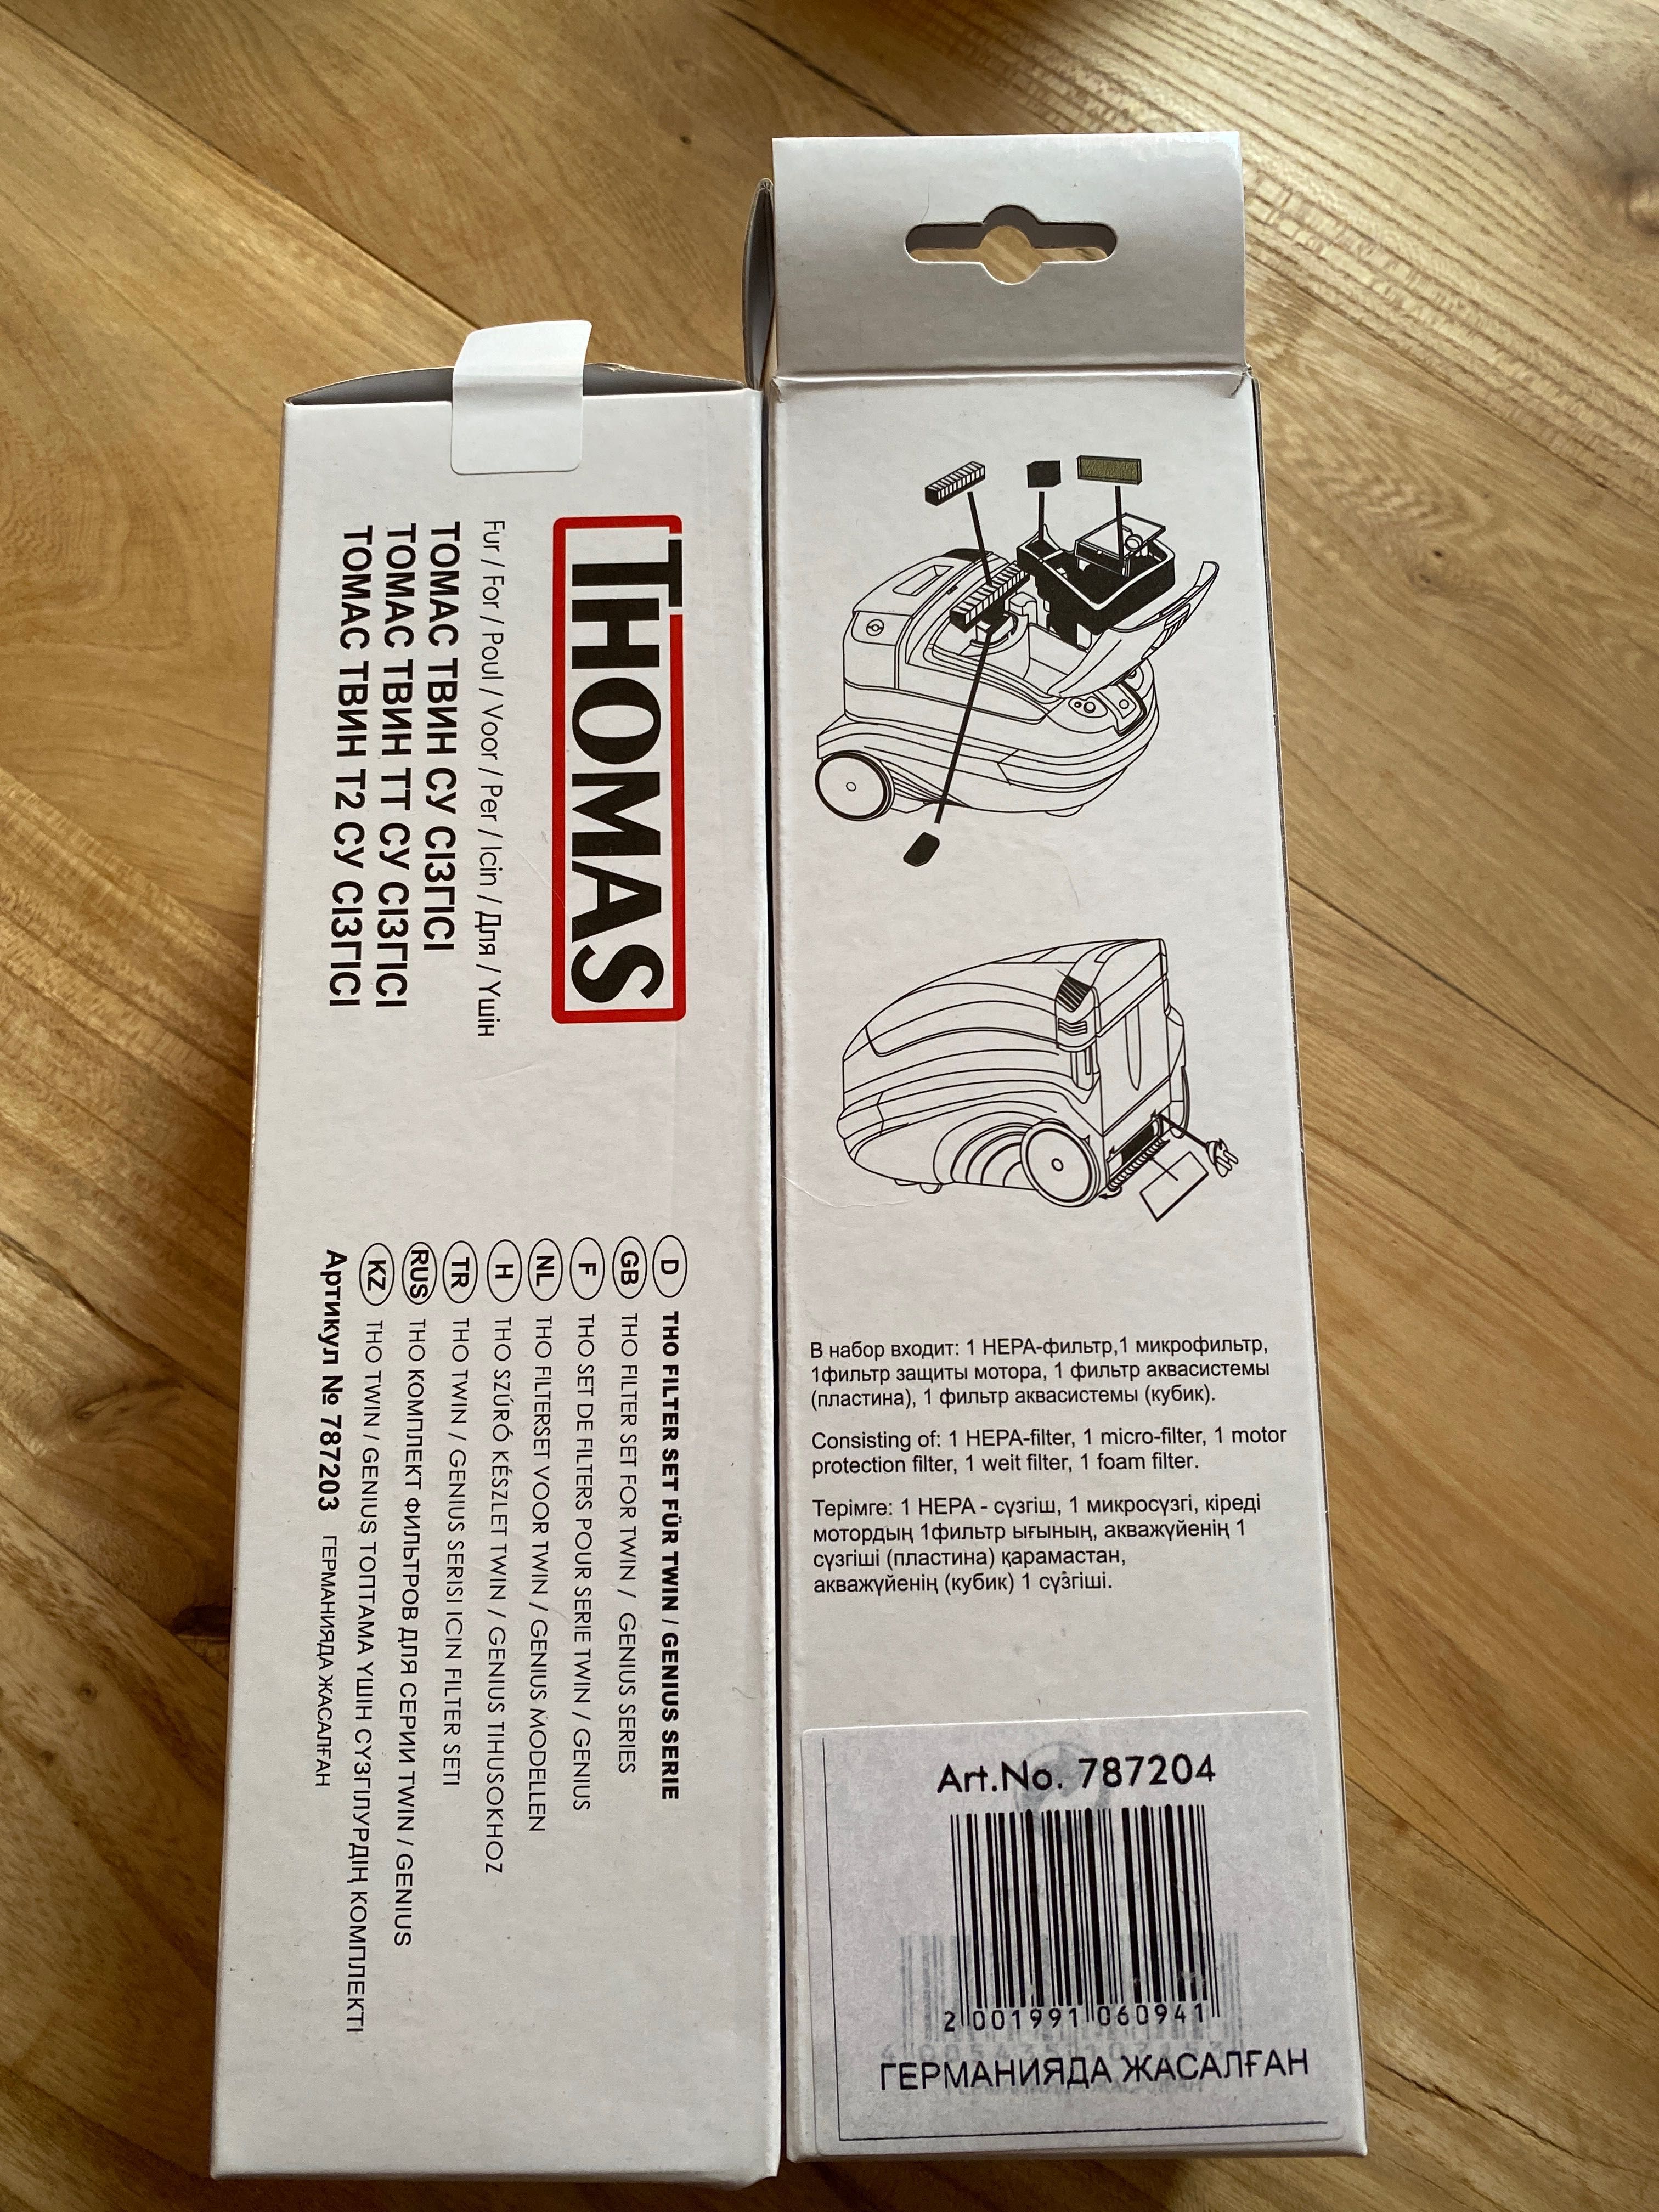 THOMAS
Fur / For / Poul / Voor / Per / Icin / Для / Үшін
ТОМАС ТВИН СУ СІЗГІСІ
ТОМАС ТВИН ТТ СУ СІЗГІСІ
ТОМАС ТВИН Т2 СУ СІЗГІСІ
D THO FILTER SET FÜR TWIN / GENIUS SERIE
GB THO FILTER SET FOR TWIN / GENIUS SERIES
F THO SET DE FILTERS POUR SERIE TWIN / GENIUS
NL THO FILTERSET VOOR TWIN / GENIUS MODELLEN
H THO SZÚRÓ KÉSZLET TWIN / GENIUS TIHUSOKHOZ
TR THO TWIN / GENIUS SERISI ICIN FILTER SETI
RUS THO КОМПЛЕКТ ФИЛЬТРОВ ДЛЯ СЕРИИ TWIN / GENIUS
KZ THO TWIN / GENIUS ТОПТАМА ҮШІН СҮЗГІЛУРДІҢ КОМПЛЕКТІ
Артикул № 787203 ГЕРМАНИЯДА ЖАСАЛҒАН
В набор входит: 1 HEPA-фильтр,1 микрофильтр,
1фильтр защиты мотора, 1 фильтр аквасистемы
(пластина), 1 фильтр аквасистемы (кубик).
Consisting of: 1 HEPA-filter, 1 micro-filter, 1 motor
protection filter, 1 weit filter, 1 foam filter.
Терімге: 1 HEPA - сүзгіш, 1 микросүзгі, кіреді
мотордың 1фильтр ығының, акважүйенің 1
сүзгіші (пластина) қарамастан,
акважүйенің (кубик) 1 сүзгіші.
Art.No. 787204
2 001991 060941
ГЕРМАНИЯДА ЖАСАЛҒАН